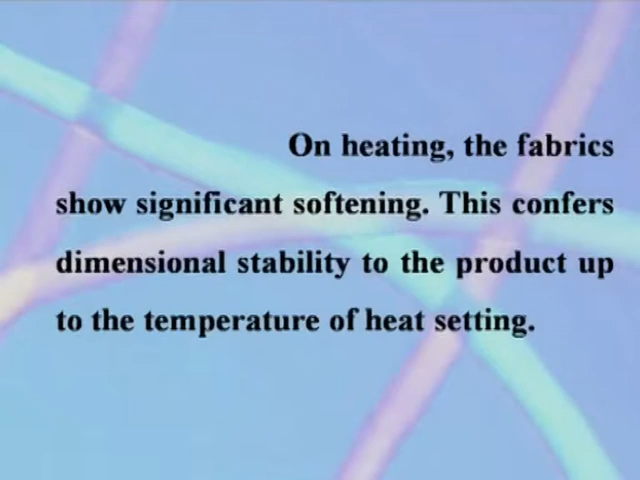 On heating, the fabrics
show significant softening. This confers
dimensional stability to the product up
to the temperature of heat setting.